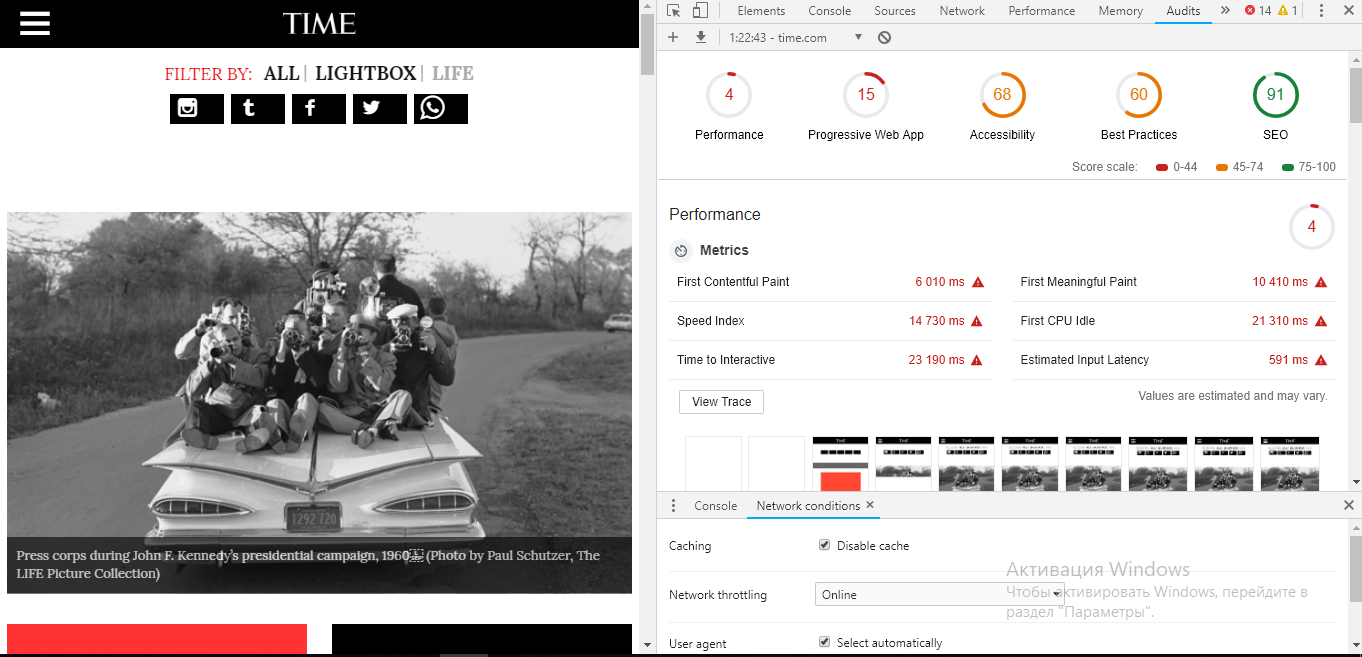 TIME
FILTER BY: ALL | LIGHTBOX | LIFE
1292 720
Press corps during John F. Kennedy's presidential campaign, 1960 (Photo by Paul Schutzer, The
LIFE Picture Collection)
Elements Console Sources Network Performance Memory Audits » 14 1
1:22:43 - time.com
4 15 68 60 91
Performance Progressive Web App Accessibility Best Practices SEO
Score scale: 0-44 45-74 75-100
Performance 4
Metrics
First Contentful Paint 6 010 ms First Meaningful Paint 10 410 ms
Speed Index 14 730 ms First CPU Idle 21 310 ms
Time to Interactive 23 190 ms Estimated Input Latency 591 ms
View Trace Values are estimated and may vary.
Console Network conditions ×
Caching Disable cache
Network throttling Online
User agent Select automatically
Активация Windows
Чтобы активировать Windows, перейдите в
раздел "Параметры".